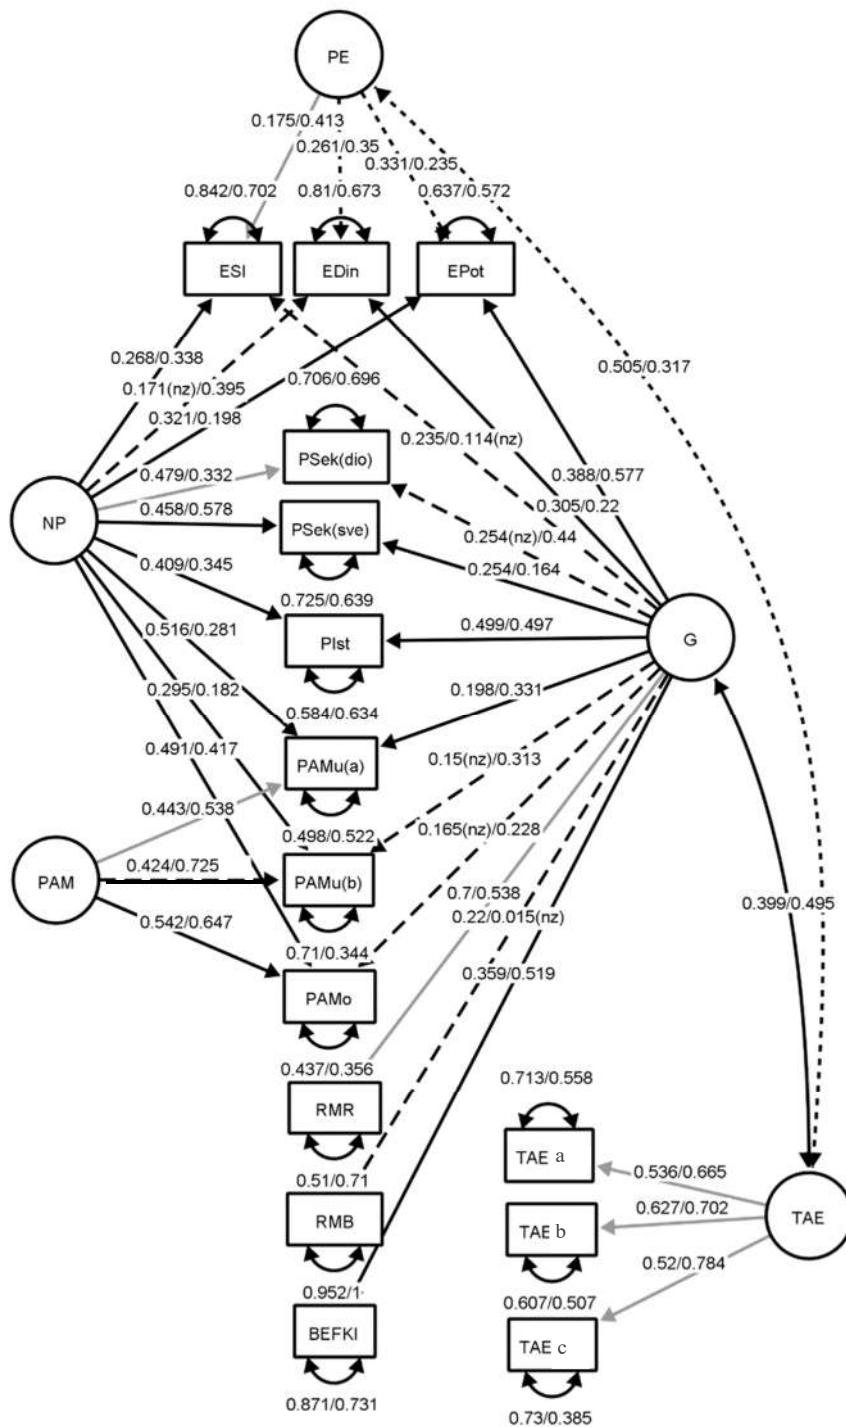 PE
0.175/0.413
0.261/0.35
0.331/0.235
0.842/0.702
0.81/0.673
0.637/0.572
ESI
EDin
EPot
0.505/0.317
0.268/0.338
0.171(nz)/0.395
0.706/0.696
0.321/0.198
0.235/0.114(nz)
PSek(dio)
0.388/0.577
0.479/0.332
0.305/0.22
NP
0.458/0.578
PSek(sve)
0.254(nz)/0.44
0.409/0.345
0.254/0.164
0.725/0.639
0.516/0.281
PIst
0.499/0.497
G
0.295/0.182
0.584/0.634
0.198/0.331
0.491/0.417
PAMu(a)
0.15(nz)/0.313
0.443/0.538
0.498/0.522
0.165(nz)/0.228
PAM
0.424/0.725
PAMu(b)
0.7/0.538
0.399/0.495
0.542/0.647
0.22/0.015(nz)
0.71/0.344
0.359/0.519
PAMo
0.437/0.356
0.713/0.558
RMR
TAE a
0.536/0.665
0.51/0.71
0.627/0.702
TAE
RMB
TAE b
0.52/0.784
0.952/1
0.607/0.507
BEFKI
TAE c
0.871/0.731
0.73/0.385